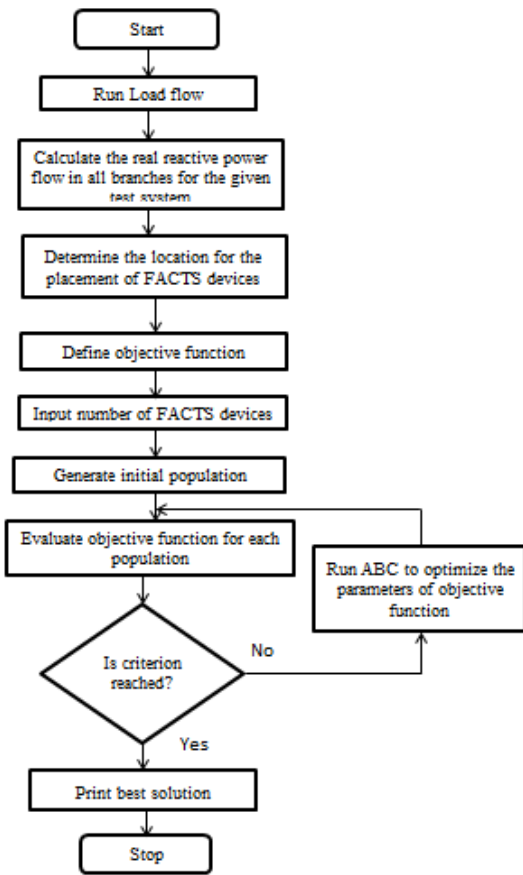 Start
Run Load flow
Calculate the real reactive power
flow in all branches for the given
test system
Determine the location for the
placement of FACTS devices
Define objective function
Input number of FACTS devices
Generate initial population
Evaluate objective function for each
population
Run ABC to optimize the
parameters of objective
function
Is criterion
reached?
No
Yes
Print best solution
Stop